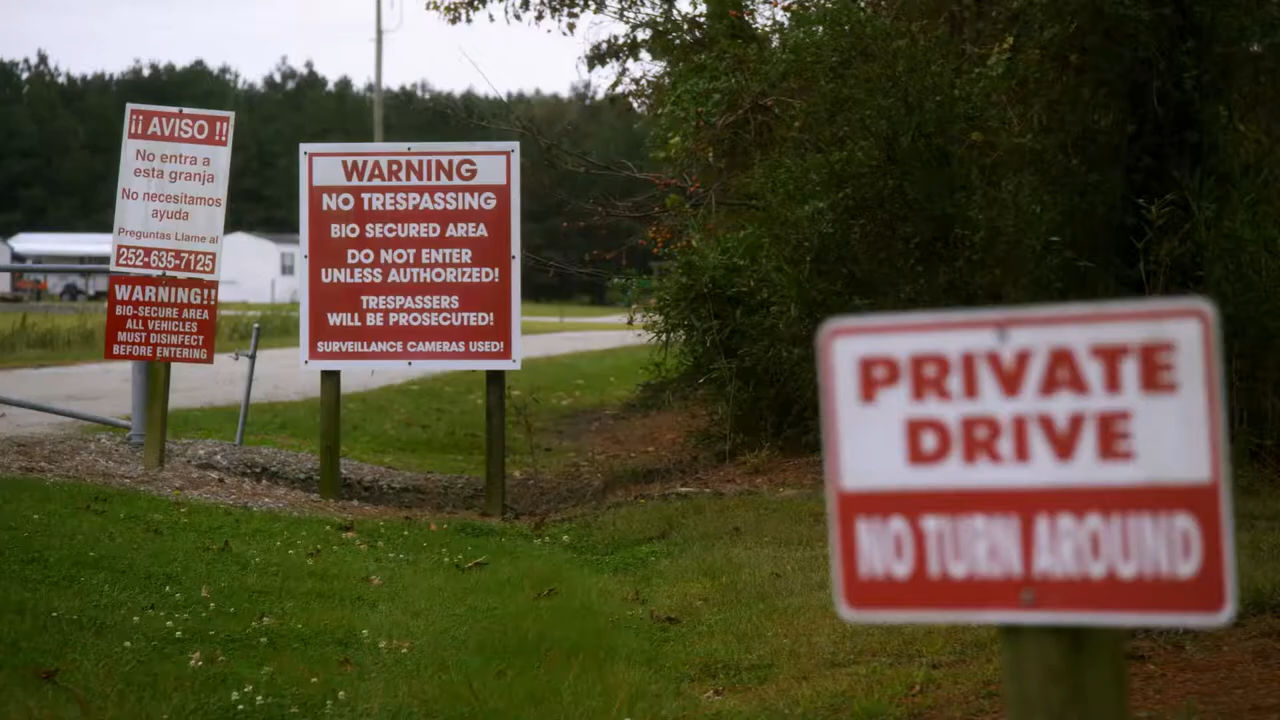 ¡¡ AVISO !!
No entra a
esta granja
No necesitamos
ayuda
Preguntas Llame al
252-635-7125
WARNING!!
BIO-SECURE AREA
ALL VEHICLES
MUST DISINFECT
BEFORE ENTERING
WARNING
NO TRESPASSING
BIO SECURED AREA
DO NOT ENTER
UNLESS AUTHORIZED!
TRESPASSERS
WILL BE PROSECUTED!
SURVEILLANCE CAMERAS USED!
PRIVATE
DRIVE
NO TURN AROUND